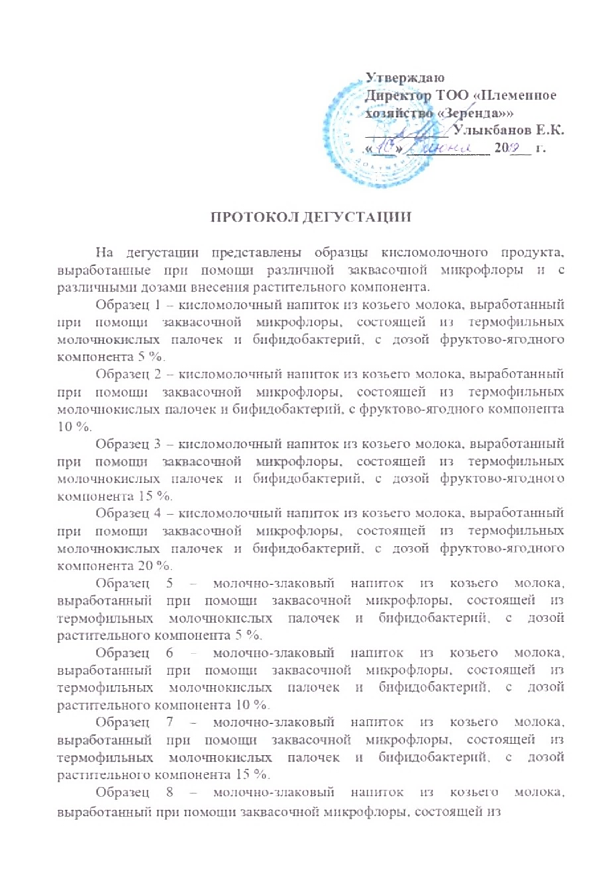 Утверждаю
Директор ТОО «Племенное
хозяйство «Зеренда»»
____________ Улыкбанов Е.К.
«10» июня 20__ г.
ПРОТОКОЛ ДЕГУСТАЦИИ
На дегустации представлены образцы кисломолочного продукта,
выработанные при помощи различной заквасочной микрофлоры и с
различными дозами внесения растительного компонента.
Образец 1 – кисломолочный напиток из козьего молока, выработанный
при помощи заквасочной микрофлоры, состоящей из термофильных
молочнокислых палочек и бифидобактерий, с дозой фруктово-ягодного
компонента 5 %.
Образец 2 – кисломолочный напиток из козьего молока, выработанный
при помощи заквасочной микрофлоры, состоящей из термофильных
молочнокислых палочек и бифидобактерий, с фруктово-ягодного компонента
10 %.
Образец 3 – кисломолочный напиток из козьего молока, выработанный
при помощи заквасочной микрофлоры, состоящей из термофильных
молочнокислых палочек и бифидобактерий, с дозой фруктово-ягодного
компонента 15 %.
Образец 4 – кисломолочный напиток из козьего молока, выработанный
при помощи заквасочной микрофлоры, состоящей из термофильных
молочнокислых палочек и бифидобактерий, с дозой фруктово-ягодного
компонента 20 %.
Образец 5 – молочно-злаковый напиток из козьего молока,
выработанный при помощи заквасочной микрофлоры, состоящей из
термофильных молочнокислых палочек и бифидобактерий, с дозой
растительного компонента 5 %.
Образец 6 – молочно-злаковый напиток из козьего молока,
выработанный при помощи заквасочной микрофлоры, состоящей из
термофильных молочнокислых палочек и бифидобактерий, с дозой
растительного компонента 10 %.
Образец 7 – молочно-злаковый напиток из козьего молока,
выработанный при помощи заквасочной микрофлоры, состоящей из
термофильных молочнокислых палочек и бифидобактерий, с дозой
растительного компонента 15 %.
Образец 8 – молочно-злаковый напиток из козьего молока,
выработанный при помощи заквасочной микрофлоры, состоящей из